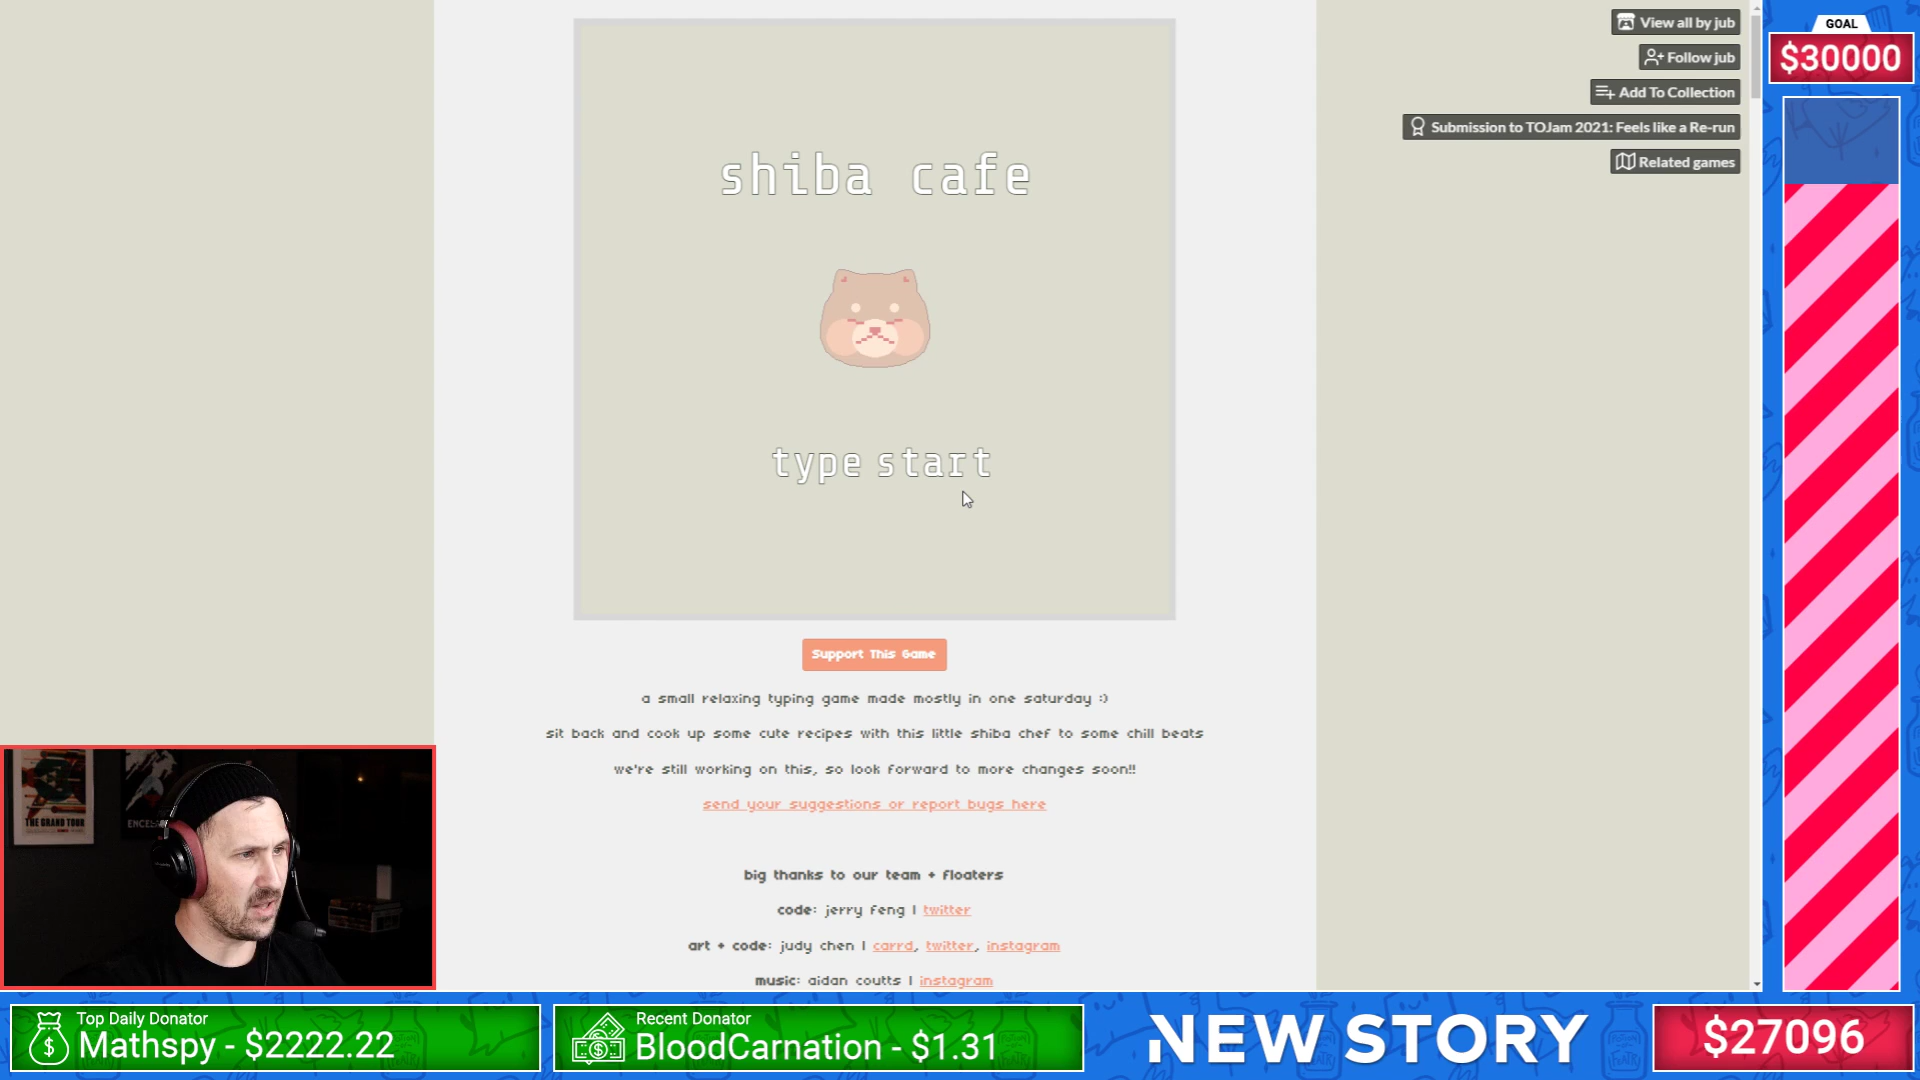 shiba cafe
type start
Support This Game
a small relaxing typing game made mostly in one saturday :)
sit back and cook up some cute recipes with this little shiba chef to some chill beats
we're still working on this, so look forward to more changes soon!!
send your suggestions or report bugs here
big thanks to our team + floaters
code: jerry feng | twitter
art + code: judy chen | carrd, twitter, instagram
music: aidan coutts | instagram
View all by jub
Follow jub
Add To Collection
Submission to TOJam 2021: Feels like a Re-run
Related games
GOAL
$30000
THE GRAND TOUR
Top Daily Donator
Mathspy - $2222.22
Recent Donator
BloodCarnation - $1.31
NEW STORY
$27096